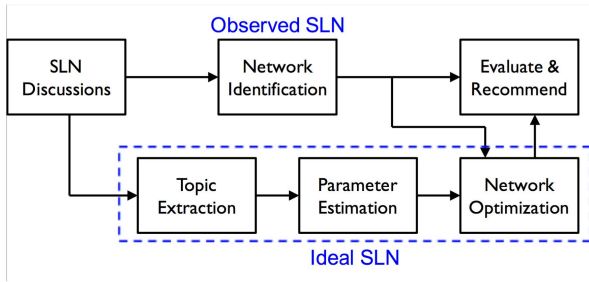 Observed SLN
SLN
Discussions
Network
Identification
Evaluate &
Recommend
Topic
Extraction
Parameter
Estimation
Network
Optimization
Ideal SLN